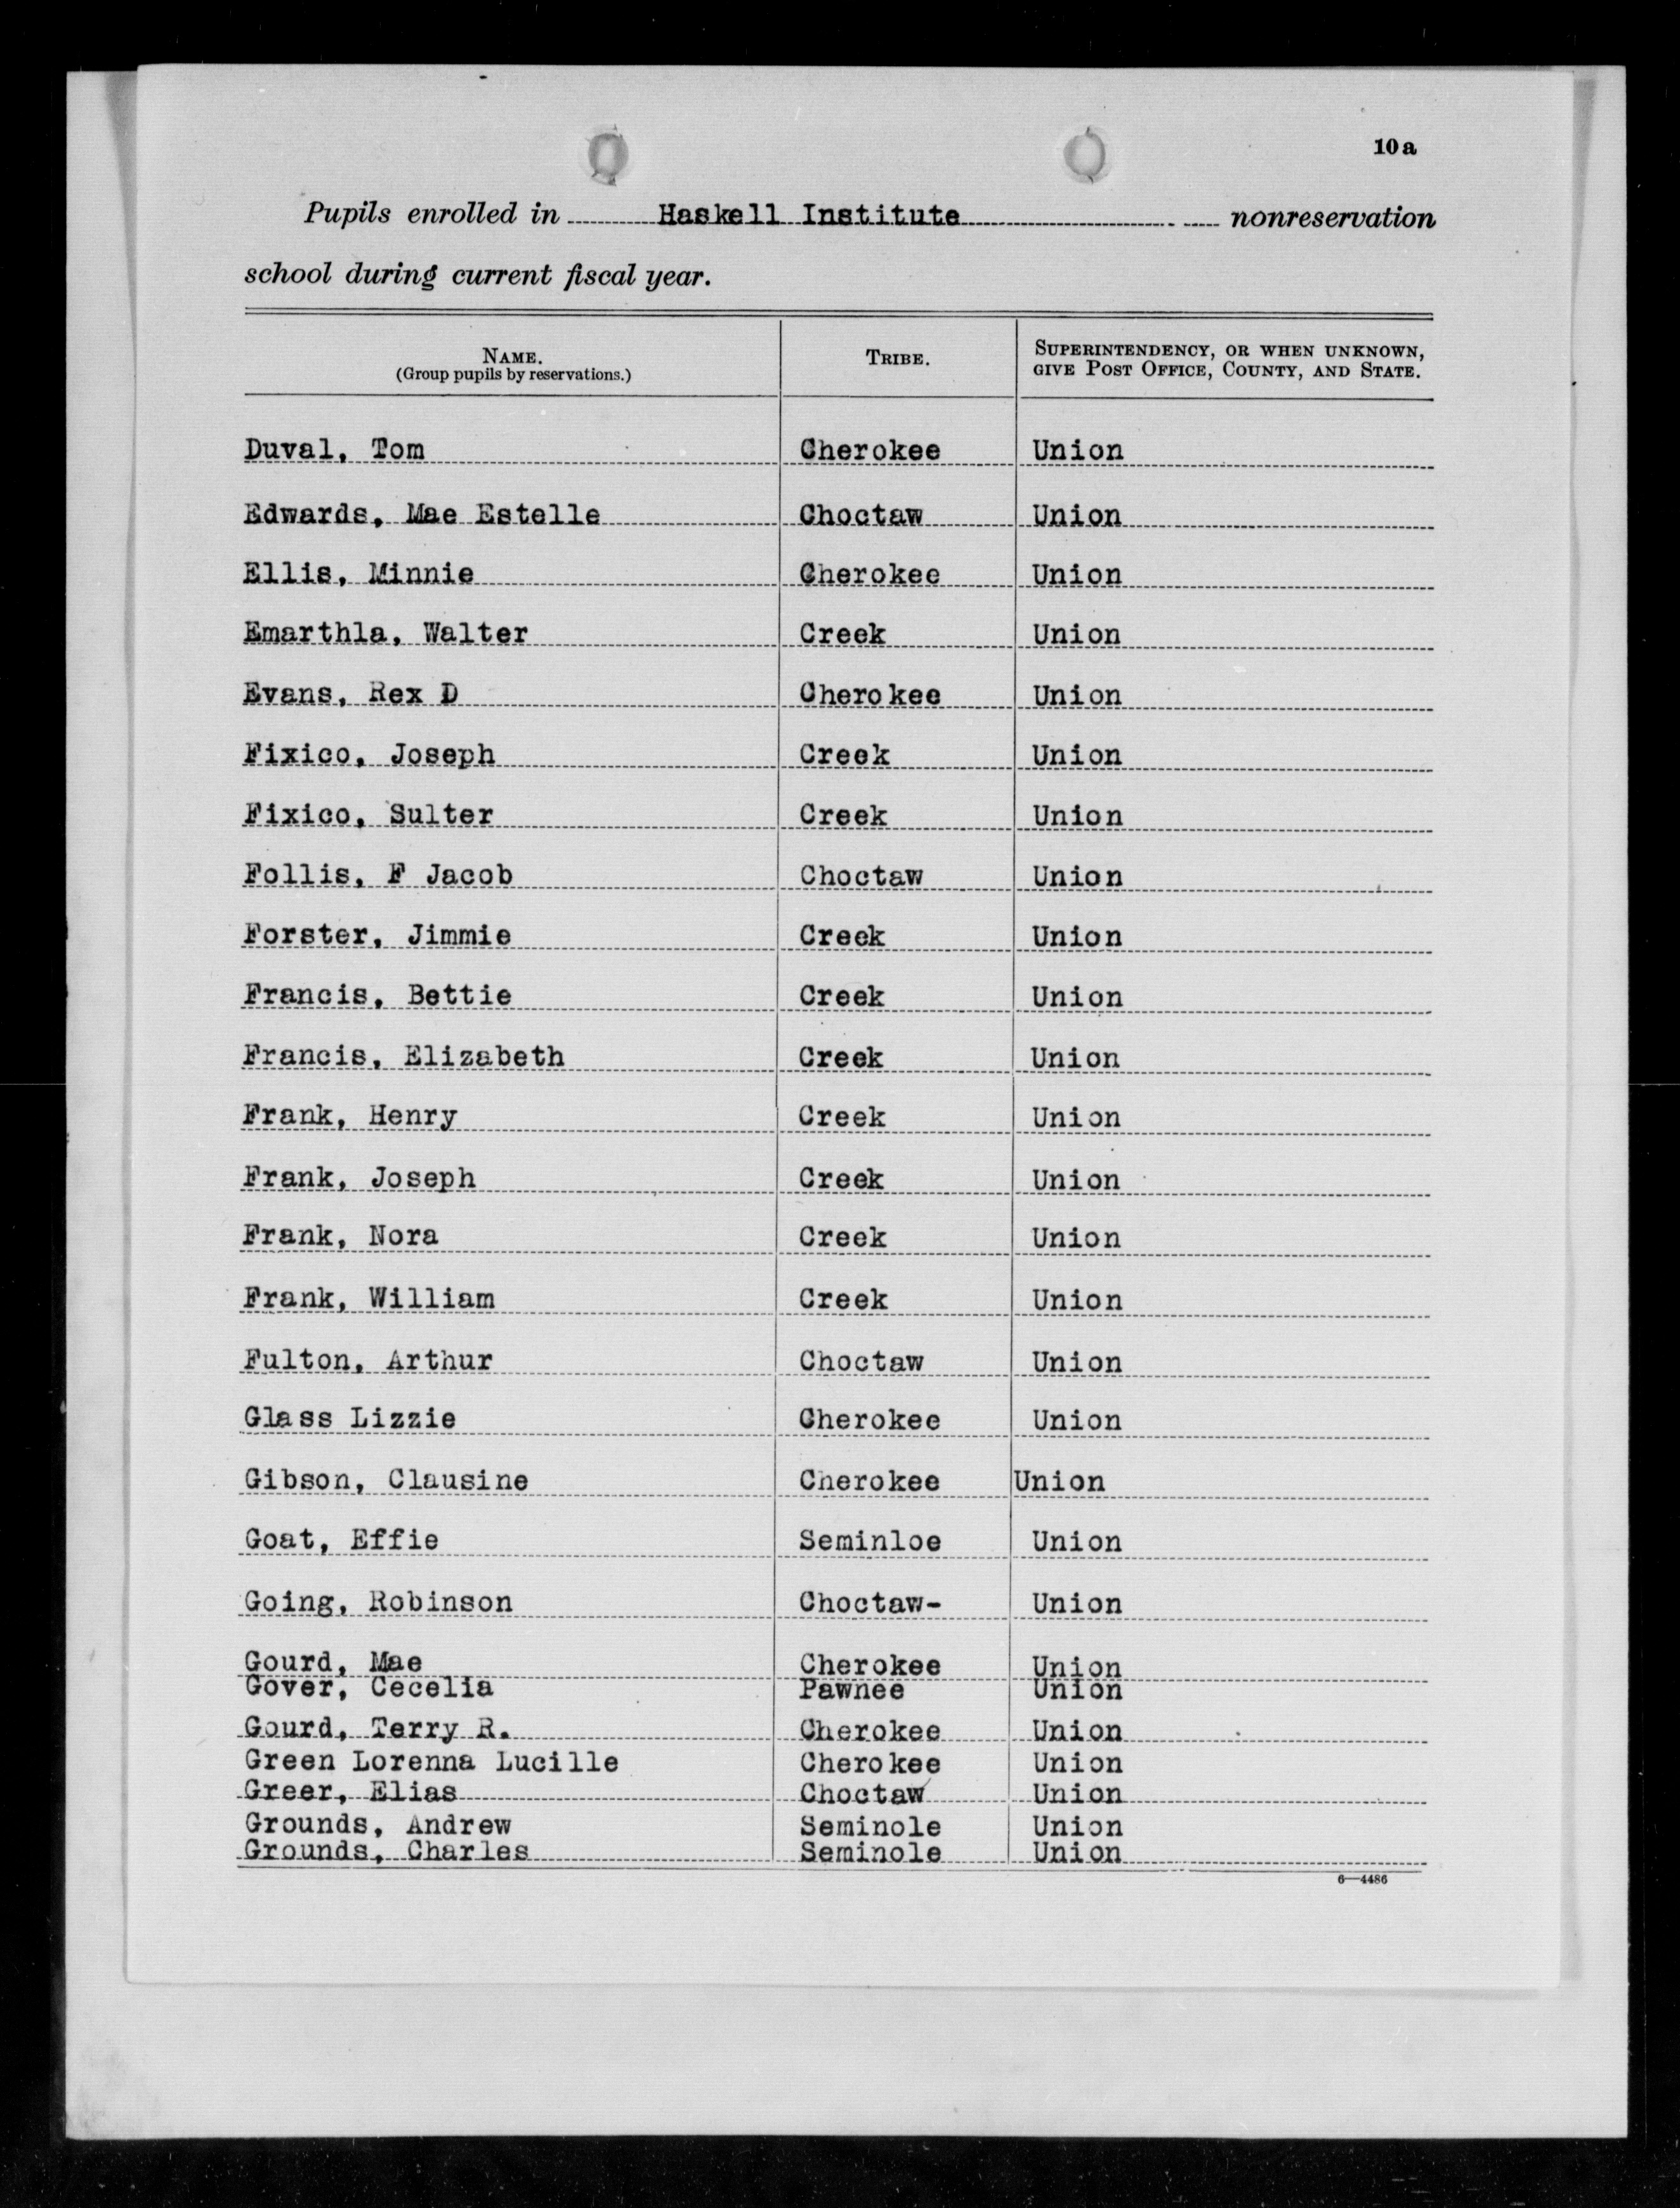 10a
Pupils enrolled in Haskell Institute nonreservation
school during current fiscal year.
NAME. TRIBE. SUPERINTENDENCY, OR WHEN UNKNOWN,
(Group pupils by reservations.) GIVE POST OFFICE, COUNTY, AND STATE.
Duval, Tom Cherokee Union
Edwards, Mae Estelle Choctaw Union
Ellis, Minnie Cherokee Union
Emarthla, Walter Creek Union
Evans, Rex D Cherokee Union
Fixico, Joseph Creek Union
Fixico, Sulter Creek Union
Follis, F Jacob Choctaw Union
Forster, Jimmie Creek Union
Francis, Bettie Creek Union
Francis, Elizabeth Creek Union
Frank, Henry Creek Union
Frank, Joseph Creek Union
Frank, Nora Creek Union
Frank, William Creek Union
Fulton, Arthur Choctaw Union
Glass Lizzie Cherokee Union
Gibson, Clausine Cherokee Union
Goat, Effie Seminloe Union
Going, Robinson Choctaw- Union
Gourd, Mae Cherokee Union
Gover, Cecelia Pawnee Union
Gourd, Terry R. Cherokee Union
Green Lorenna Lucille Cherokee Union
Greer, Elias Choctaw Union
Grounds, Andrew Seminole Union
Grounds, Charles Seminole Union
6—4486